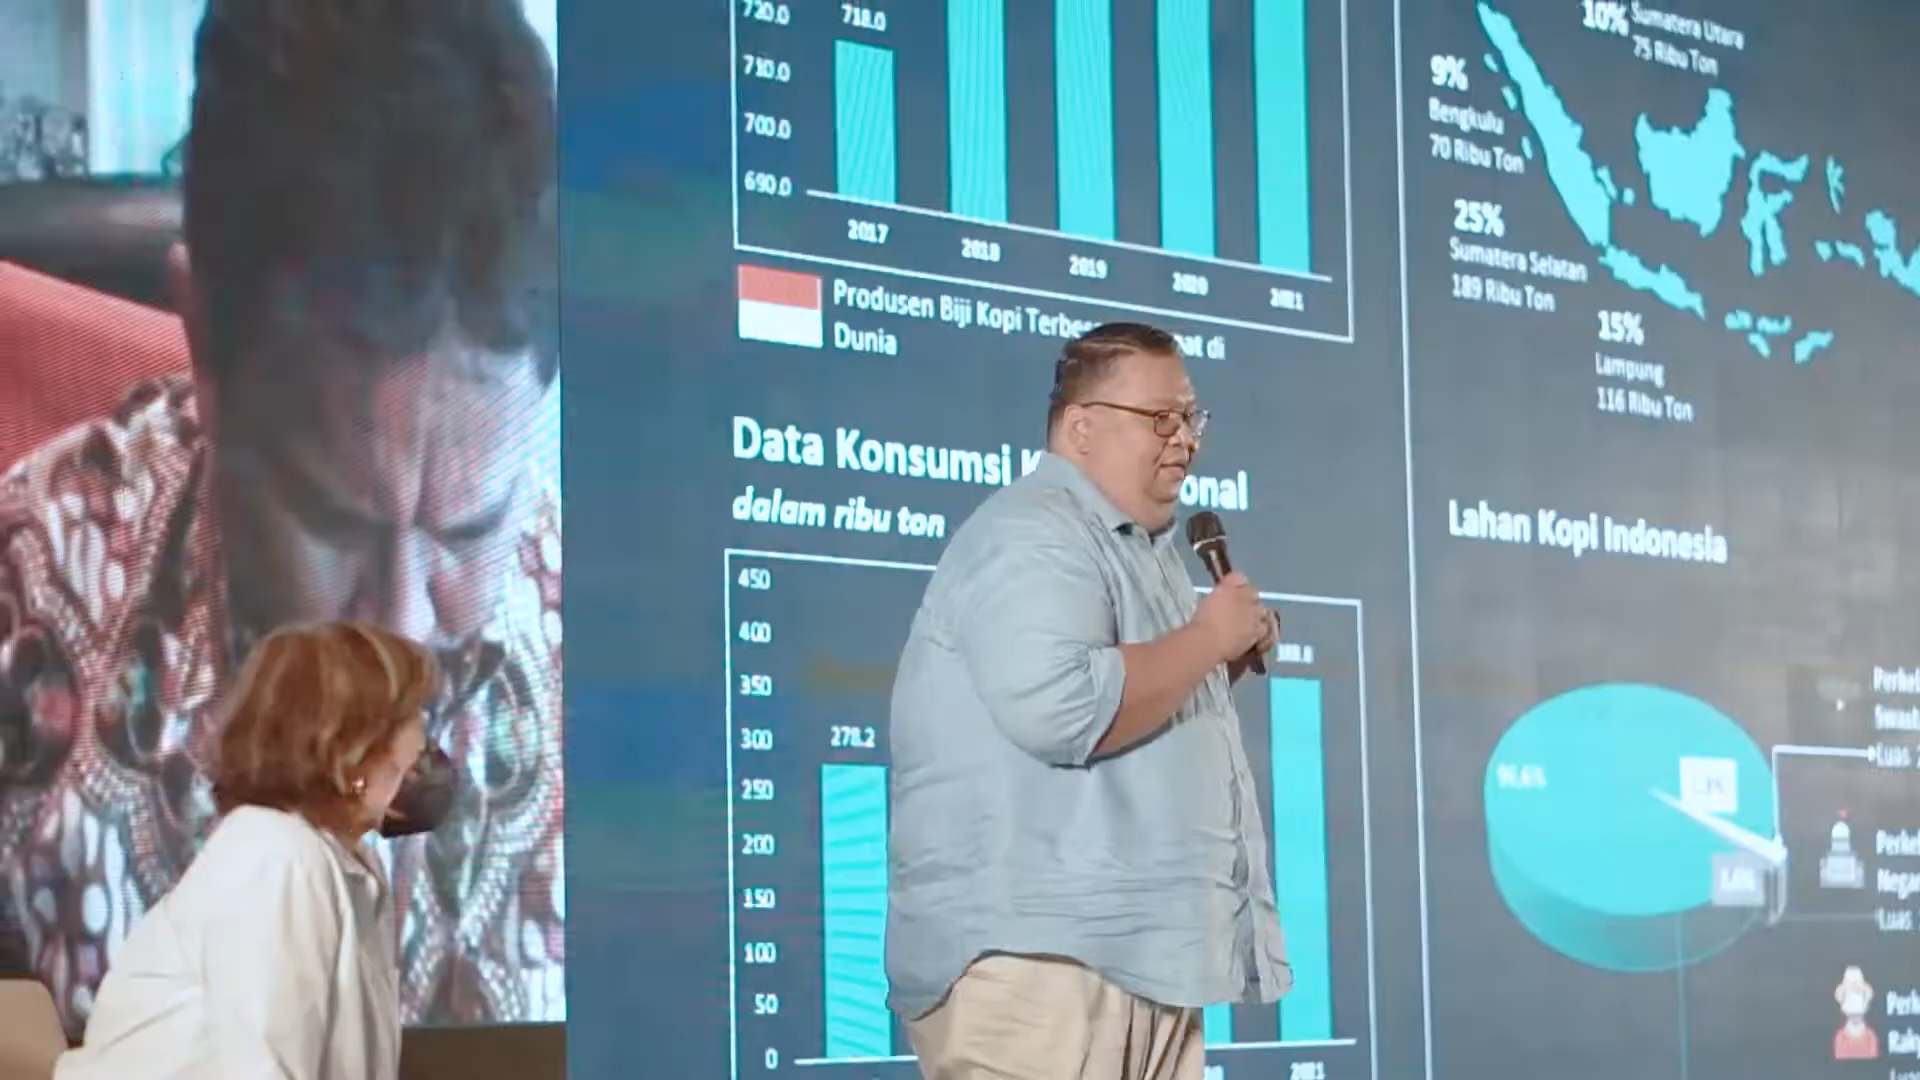 720.0
718.0
710.0
700.0
690.0
2017
2018
2019
2020
2021
Produsen Biji Kopi
Dunia
Data Konsumsi
dalam ribu ton
450
400
350
300
278.2
250
200
150
100
50
0
2021
10% Sumatera Utara
75 Ribu Ton
9%
Bengkulu
70 Ribu Ton
25%
Sumatera Selatan
189 Ribu Ton
15%
Lampung
116 Ribu Ton
Lahan Kopi Indonesia